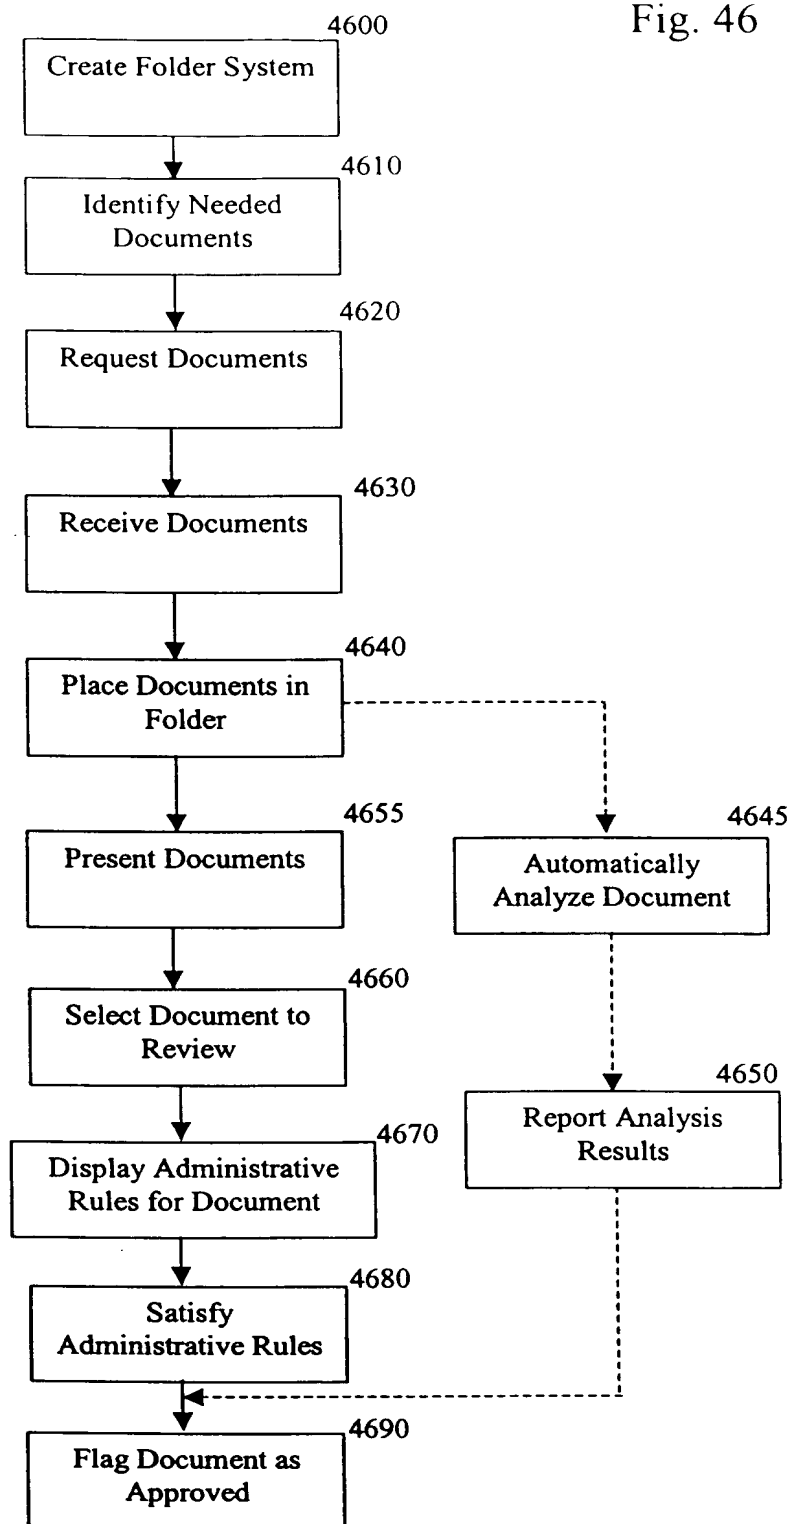 Fig. 46
4600
Create Folder System
4610
Identify Needed
Documents
4620
Request Documents
4630
Receive Documents
4640
Place Documents in
Folder
4655
Present Documents
4645
Automatically
Analyze Document
4660
Select Document to
Review
4650
Report Analysis
Results
4670
Display Administrative
Rules for Document
4680
Satisfy
Administrative Rules
4690
Flag Document as
Approved